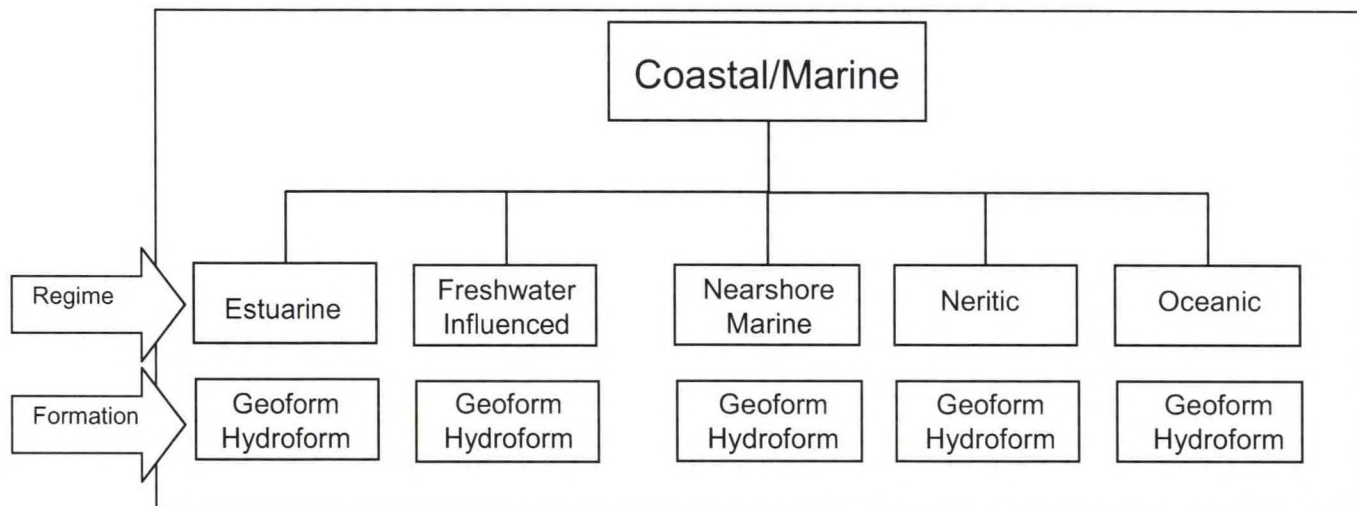 Coastal/Marine
Regime
Estuarine
Freshwater
Influenced
Nearshore
Marine
Neritic
Oceanic
Formation
Geoform
Hydroform
Geoform
Hydroform
Geoform
Hydroform
Geoform
Hydroform
Geoform
Hydroform